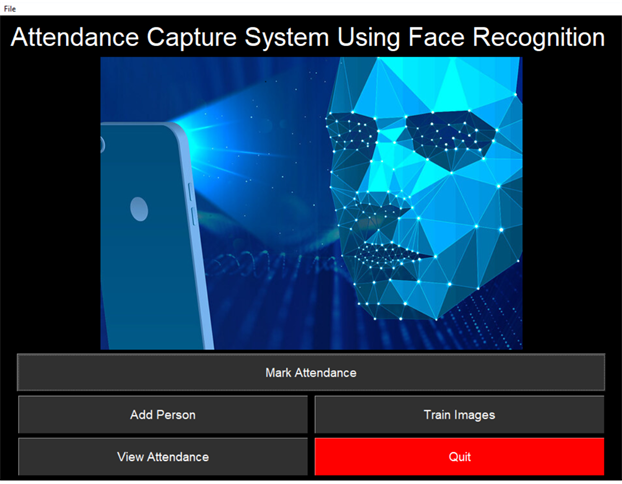 File
Attendance Capture System Using Face Recognition
Mark Attendance
Add Person
Train Images
View Attendance
Quit